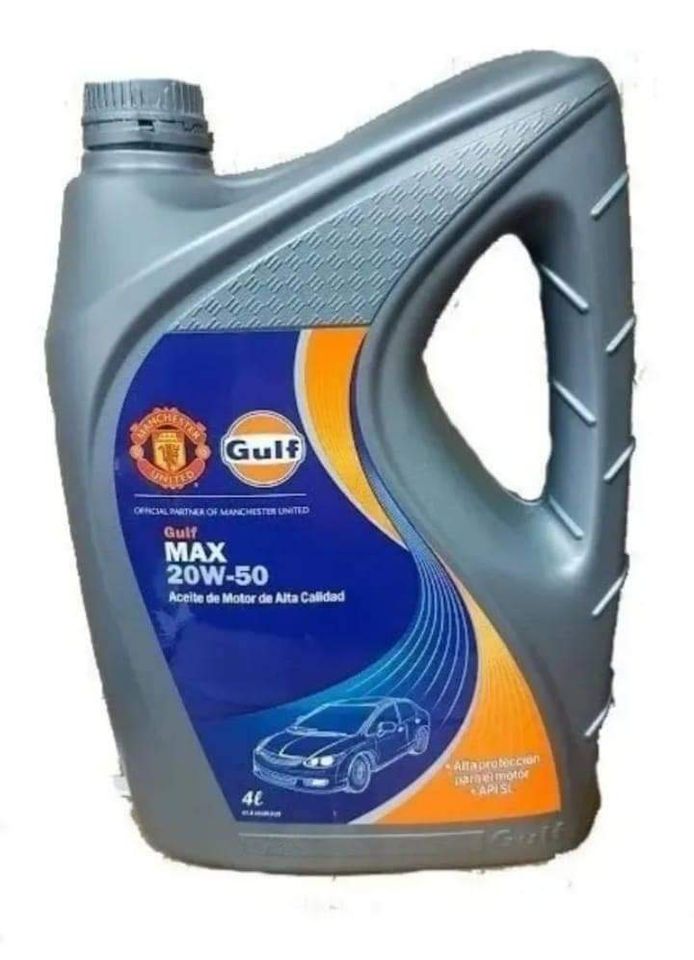 MANCHESTER
UNITED
Gulf
OFFICIAL PARTNER OF MANCHESTER UNITED
Gulf
MAX
20W-50
Aceite de Motor de Alta Calidad
• Alta protección
para el motor
• API SL
4ℓ
Gulf